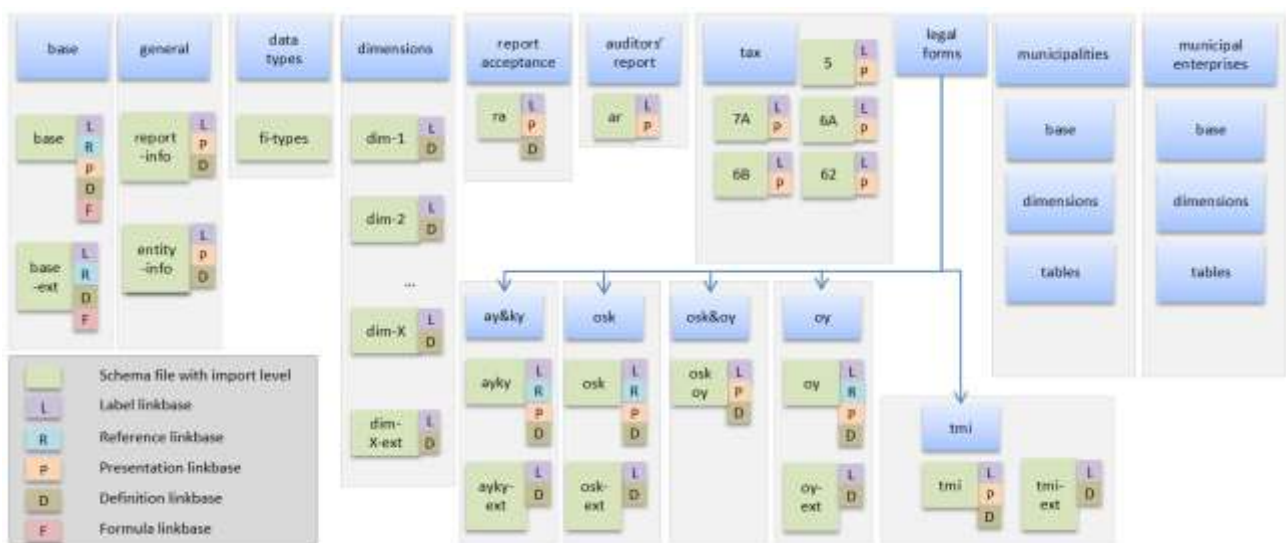 base
base
L
R
P
D
F
base
-ext
L
R
D
F
general
report
-info
L
P
D
entity
-info
L
P
D
data
types
fi-types
dimensions
dim-1
L
D
dim-2
L
D
...
dim-X
L
D
dim-
X-ext
L
D
report
acceptance
ra
L
P
D
auditors'
report
ar
L
P
tax
5
L
P
7A
L
P
6A
L
P
6B
L
P
62
L
P
legal
forms
ay&ky
ayky
L
R
P
D
ayky-
ext
L
D
osk
osk
L
R
P
D
osk-
ext
L
D
osk&oy
osk
oy
L
P
D
oy
oy
L
R
P
D
oy-
ext
L
D
tmi
tmi
L
P
D
tmi-
ext
L
D
municipalities
base
dimensions
tables
municipal
enterprises
base
dimensions
tables
Schema file with import level
L Label linkbase
R Reference linkbase
P Presentation linkbase
D Definition linkbase
F Formula linkbase